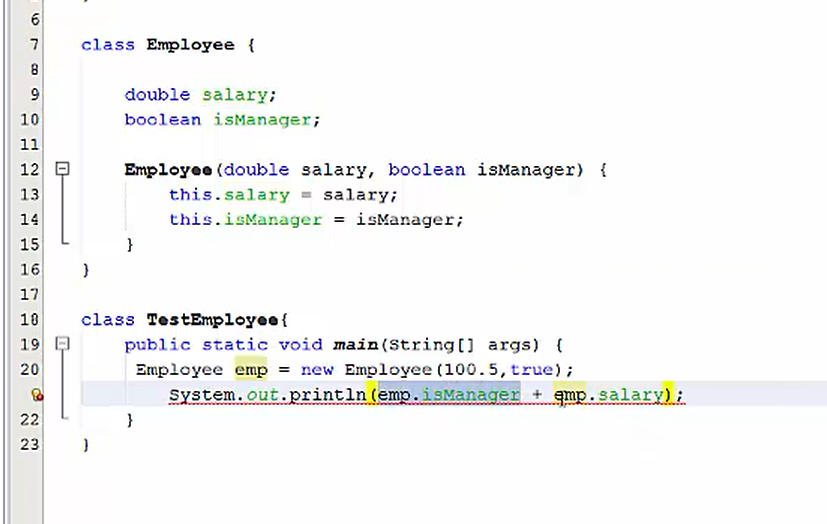 6
7 class Employee {
8
9 double salary;
10 boolean isManager;
11
12 Employee(double salary, boolean isManager) {
13 this.salary = salary;
14 this.isManager = isManager;
15 }
16 }
17
18 class TestEmployee{
19 public static void main(String[] args) {
20 Employee emp = new Employee(100.5,true);
System.out.println(emp.isManager + emp.salary);
22 }
23 }